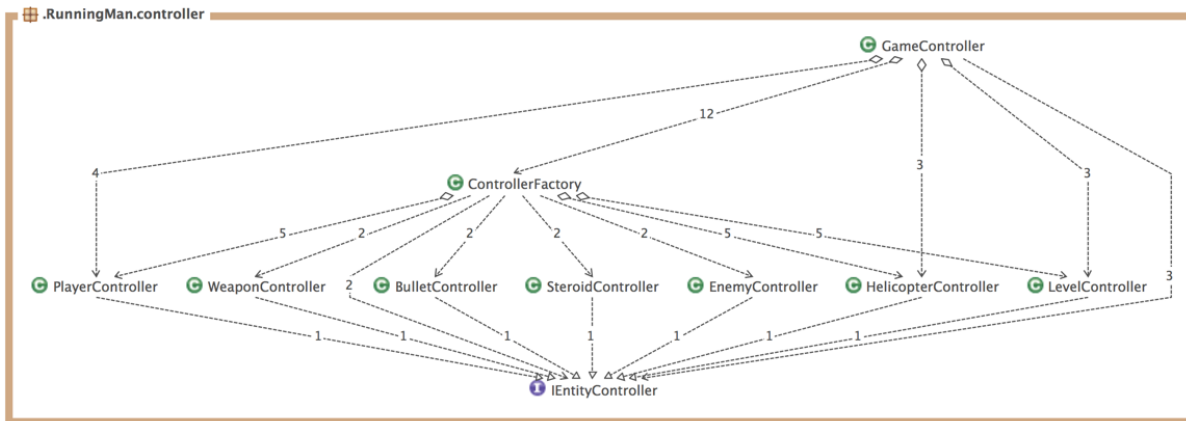 .RunningMan.controller
GameController
12
4
3
3
ControllerFactory
5
2
2
2
2
5
5
PlayerController
WeaponController
2
BulletController
SteroidController
EnemyController
HelicopterController
LevelController
3
1
1
1
1
1
1
1
IEntityController